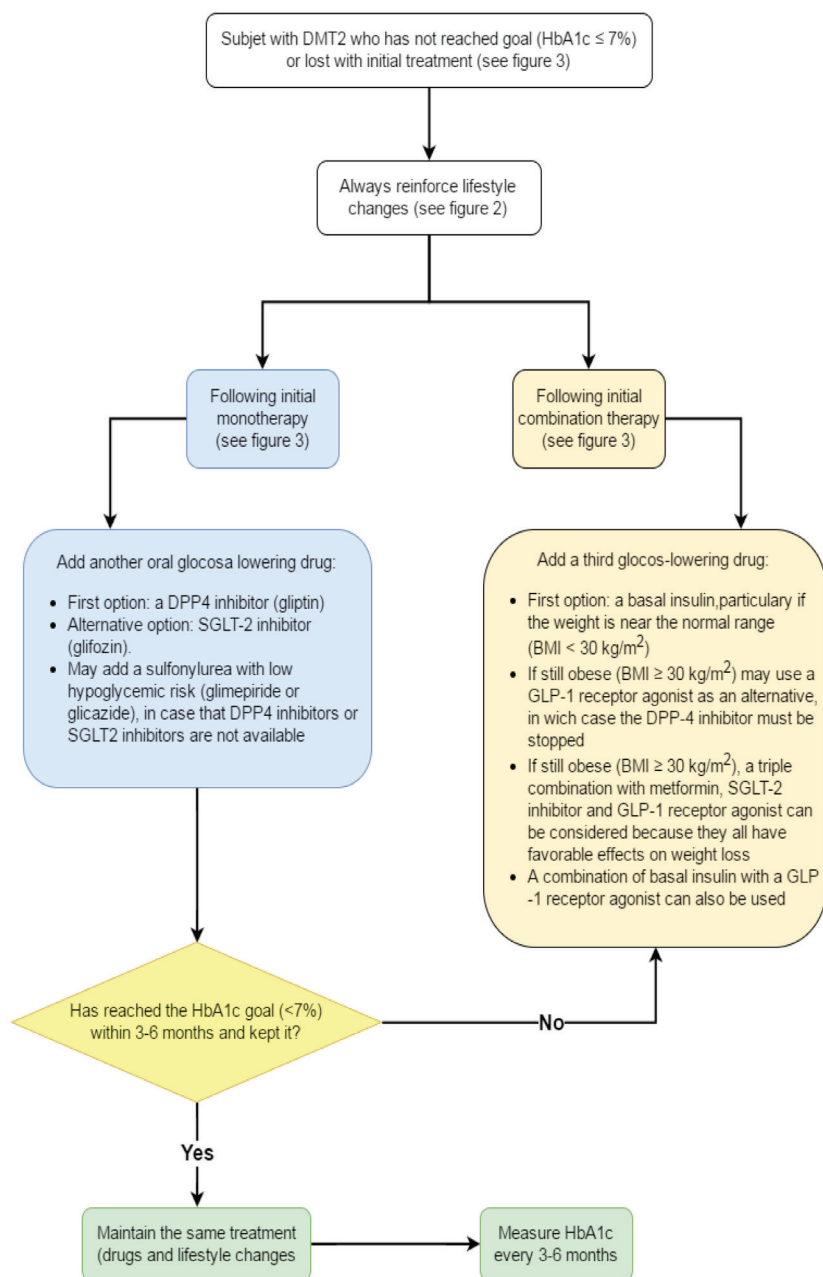 Subjet with DMT2 who has not reached goal (HbA1c ≤ 7%)
or lost with initial treatment (see figure 3)
Always reinforce lifestyle
changes (see figure 2)
Following initial
monotherapy
(see figure 3)
Following initial
combination therapy
(see figure 3)
Add another oral glocosa lowering drug:
• First option: a DPP4 inhibitor (gliptin)
• Alternative option: SGLT-2 inhibitor
(glifozin).
• May add a sulfonylurea with low
hypoglycemic risk (glimepiride or
glicazide), in case that DPP4 inhibitors or
SGLT2 inhibitors are not available
Add a third glocos-lowering drug:
• First option: a basal insulin,particulary if
the weight is near the normal range
(BMI < 30 kg/m²)
• If still obese (BMI ≥ 30 kg/m²) may use a
GLP-1 receptor agonist as an alternative,
in wich case the DPP-4 inhibitor must be
stopped
• If still obese (BMI ≥ 30 kg/m²), a triple
combination with metformin, SGLT-2
inhibitor and GLP-1 receptor agonist can
be considered because they all have
favorable effects on weight loss
• A combination of basal insulin with a GLP
-1 receptor agonist can also be used
Has reached the HbA1c goal (<7%)
within 3-6 months and kept it?
No
Yes
Maintain the same treatment
(drugs and lifestyle changes
Measure HbA1c
every 3-6 months